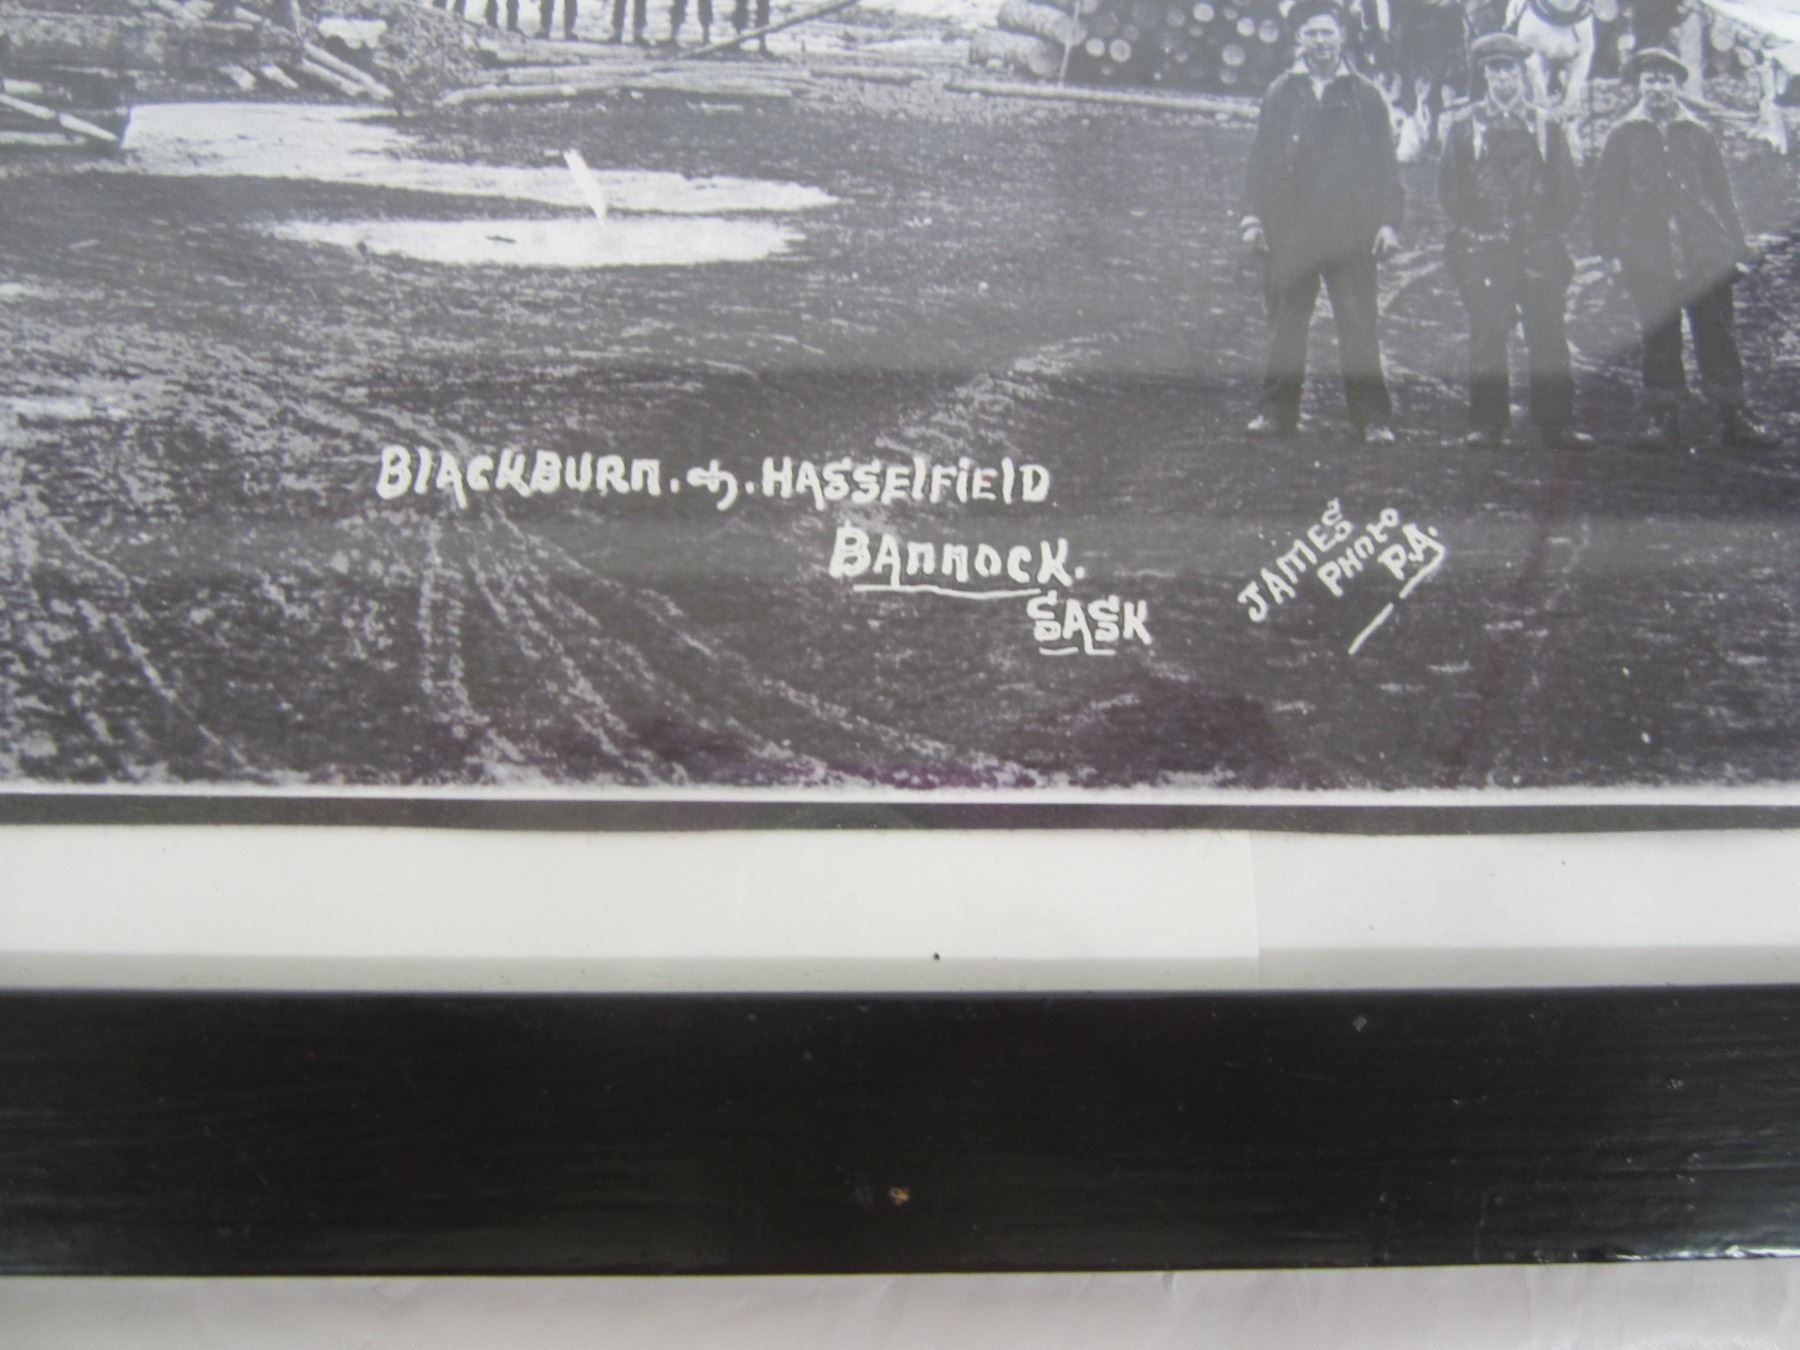 BLACKBURN. & .HASSELFIELD
BANNOCK.
SASK
JAMES
PHOTO
P.A.